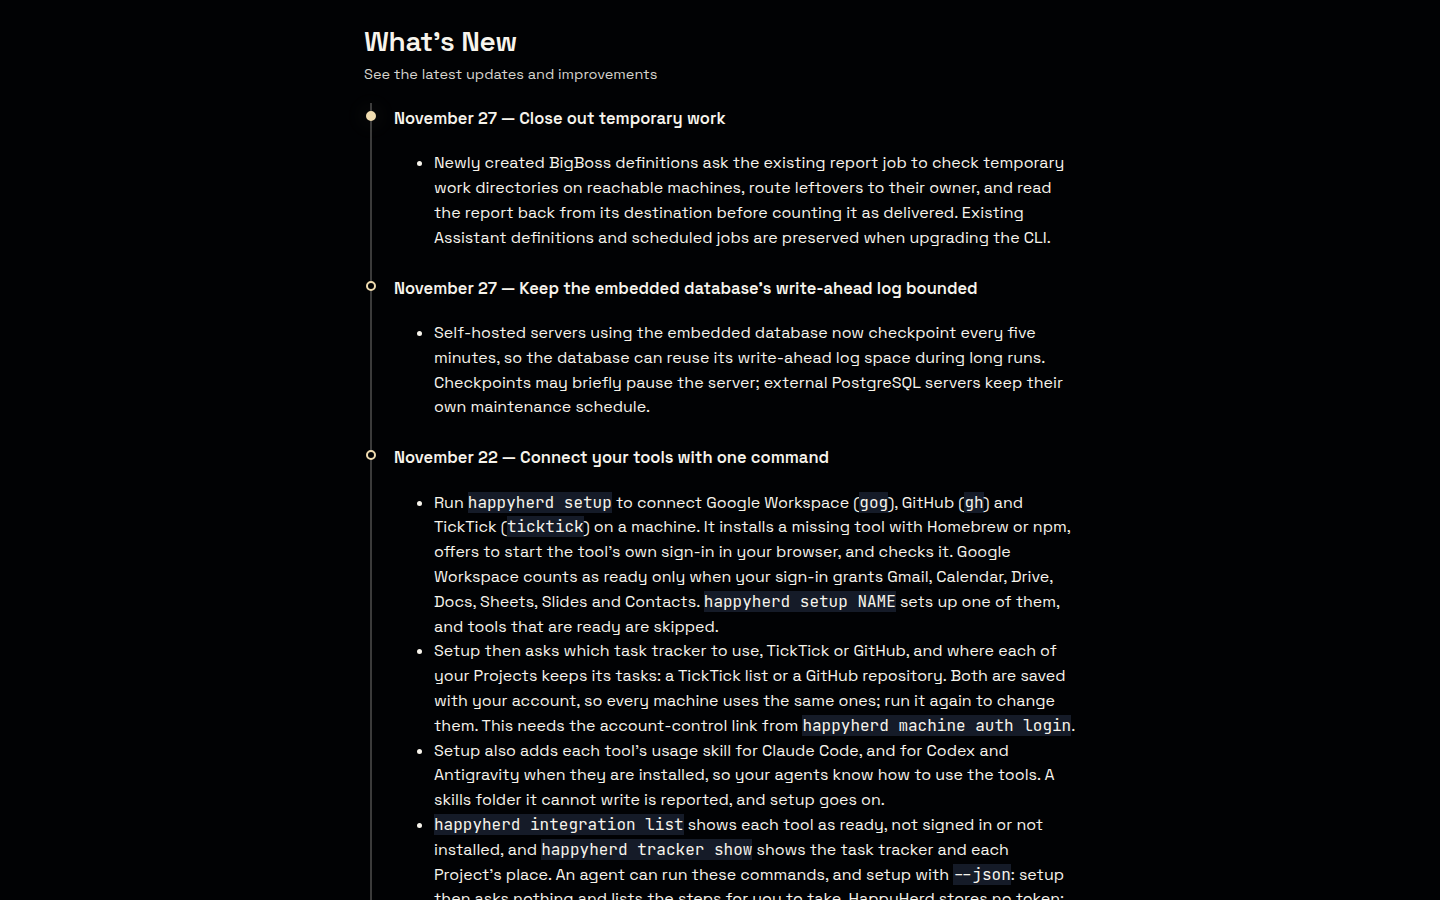 What's New
See the latest updates and improvements
November 27 — Close out temporary work
• Newly created BigBoss definitions ask the existing report job to check temporary
work directories on reachable machines, route leftovers to their owner, and read
the report back from its destination before counting it as delivered. Existing
Assistant definitions and scheduled jobs are preserved when upgrading the CLI.
November 27 — Keep the embedded database's write-ahead log bounded
• Self-hosted servers using the embedded database now checkpoint every five
minutes, so the database can reuse its write-ahead log space during long runs.
Checkpoints may briefly pause the server; external PostgreSQL servers keep their
own maintenance schedule.
November 22 — Connect your tools with one command
• Run happyherd setup to connect Google Workspace (gog), GitHub (gh) and
TickTick (ticktick) on a machine. It installs a missing tool with Homebrew or npm,
offers to start the tool's own sign-in in your browser, and checks it. Google
Workspace counts as ready only when your sign-in grants Gmail, Calendar, Drive,
Docs, Sheets, Slides and Contacts. happyherd setup NAME sets up one of them,
and tools that are ready are skipped.
• Setup then asks which task tracker to use, TickTick or GitHub, and where each of
your Projects keeps its tasks: a TickTick list or a GitHub repository. Both are saved
with your account, so every machine uses the same ones; run it again to change
them. This needs the account-control link from happyherd machine auth login.
• Setup also adds each tool's usage skill for Claude Code, and for Codex and
Antigravity when they are installed, so your agents know how to use the tools. A
skills folder it cannot write is reported, and setup goes on.
• happyherd integration list shows each tool as ready, not signed in or not
installed, and happyherd tracker show shows the task tracker and each
Project's place. An agent can run these commands, and setup with --json: setup
then asks nothing and lists the steps for you to take. HappyHerd stores no token;